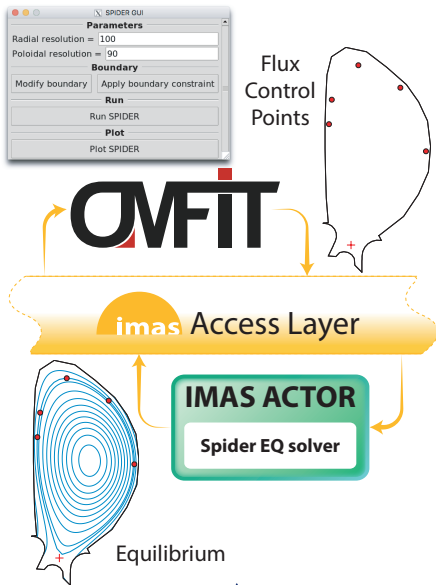 SPIDER GUI
Parameters
Radial resolution = 100
Poloidal resolution = 90
Boundary
Modify boundary Apply boundary constraint
Run
Run SPIDER
Plot
Plot SPIDER
Flux
Control
Points
OMFIT
imas Access Layer
IMAS ACTOR
Spider EQ solver
Equilibrium